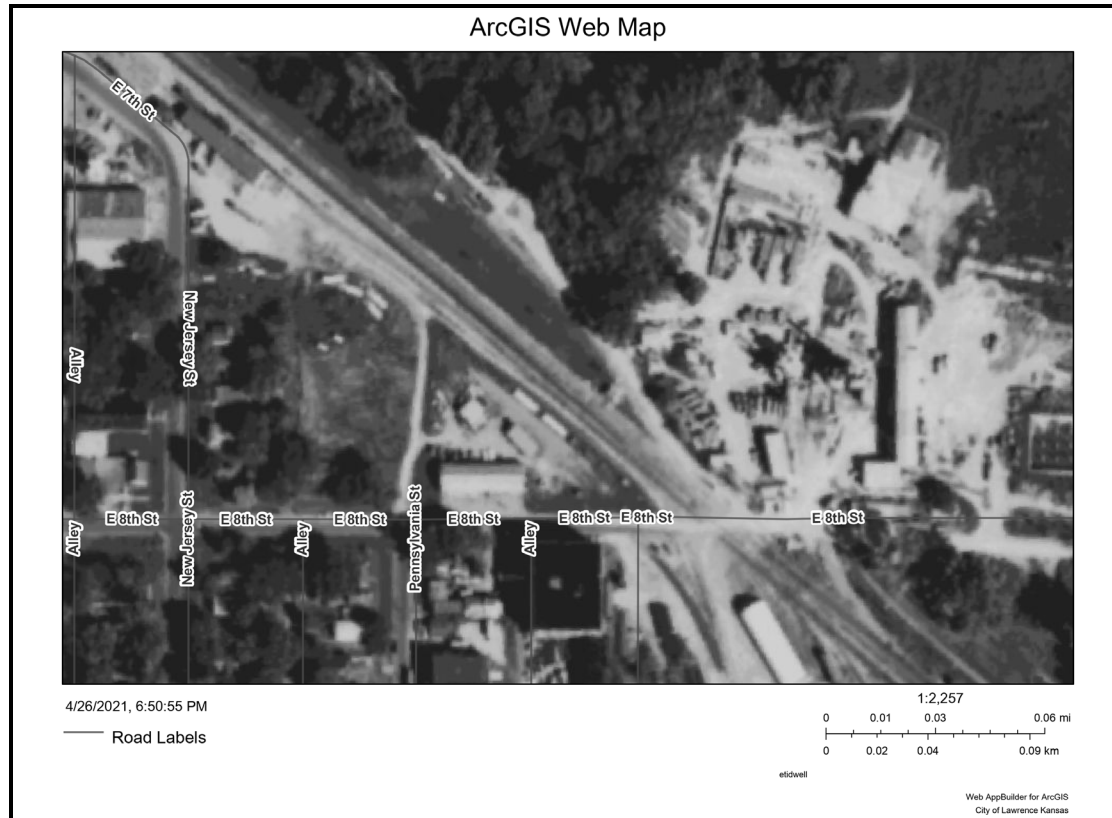 ArcGIS Web Map
E 7th St
New Jersey St
Alley
E 8th St
E 8th St
E 8th St
E 8th St
E 8th St
E 8th St
E 8th St
Alley
New Jersey St
Alley
Pennsylvania St
Alley
4/26/2021, 6:50:55 PM
Road Labels
1:2,257
0 0.01 0.03 0.06 mi
0 0.02 0.04 0.09 km
etidwell
Web AppBuilder for ArcGIS
City of Lawrence Kansas